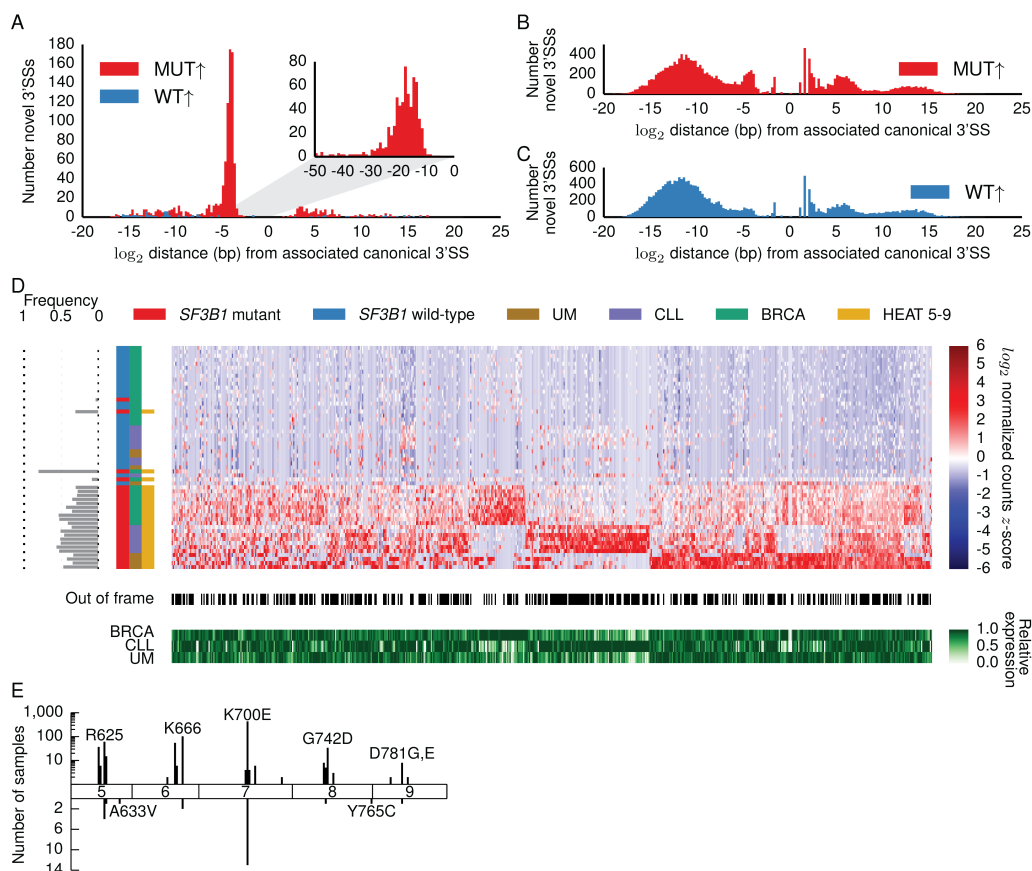 A
Number novel 3'SSs
180
160
140
120
100
80
60
40
20
0
MUT↑
WT↑
80
60
40
20
0
-50 -40 -30 -20 -10 0
-20 -15 -10 -5 0 5 10 15 20 25
log2 distance (bp) from associated canonical 3'SS
B
Number novel 3'SSs
400
200
0
MUT↑
-20 -15 -10 -5 0 5 10 15 20 25
log2 distance (bp) from associated canonical 3'SS
C
Number novel 3'SSs
600
400
200
0
WT↑
-20 -15 -10 -5 0 5 10 15 20 25
log2 distance (bp) from associated canonical 3'SS
D
Frequency
1 0.5 0
SF3B1 mutant SF3B1 wild-type UM CLL BRCA HEAT 5-9
6
5
4
3
2
1
0
-1
-2
-3
-4
-5
-6
log2 normalized counts z-score
Out of frame
BRCA
CLL
UM
1.0
0.5
0.0
Relative expression
E
Number of samples
1,000
100
10
R625 K666 K700E G742D D781G,E
5 6 7 8 9
A633V Y765C
Number of samples
2
6
10
14